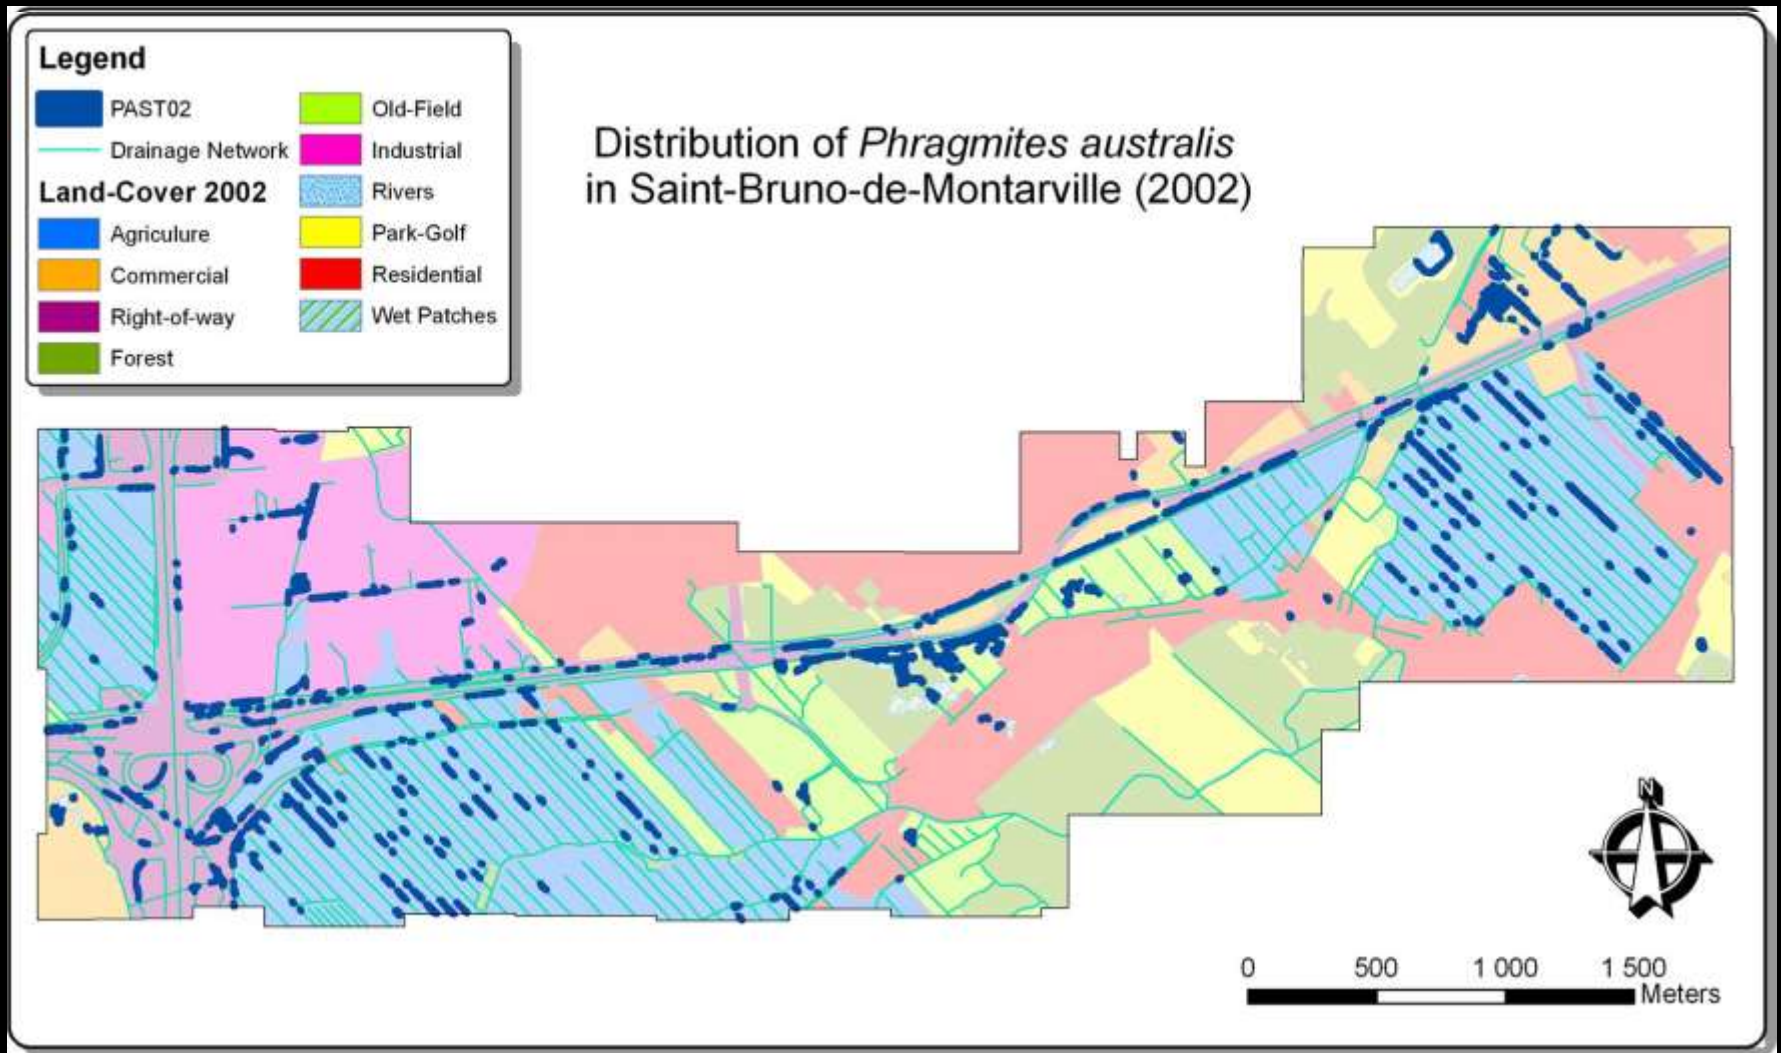 Legend
PAST02
Drainage Network
Land-Cover 2002
Agriculure
Commercial
Right-of-way
Forest
Old-Field
Industrial
Rivers
Park-Golf
Residential
Wet Patches
Distribution of Phragmites australis
in Saint-Bruno-de-Montarville (2002)
N
0 500 1 000 1 500
Meters